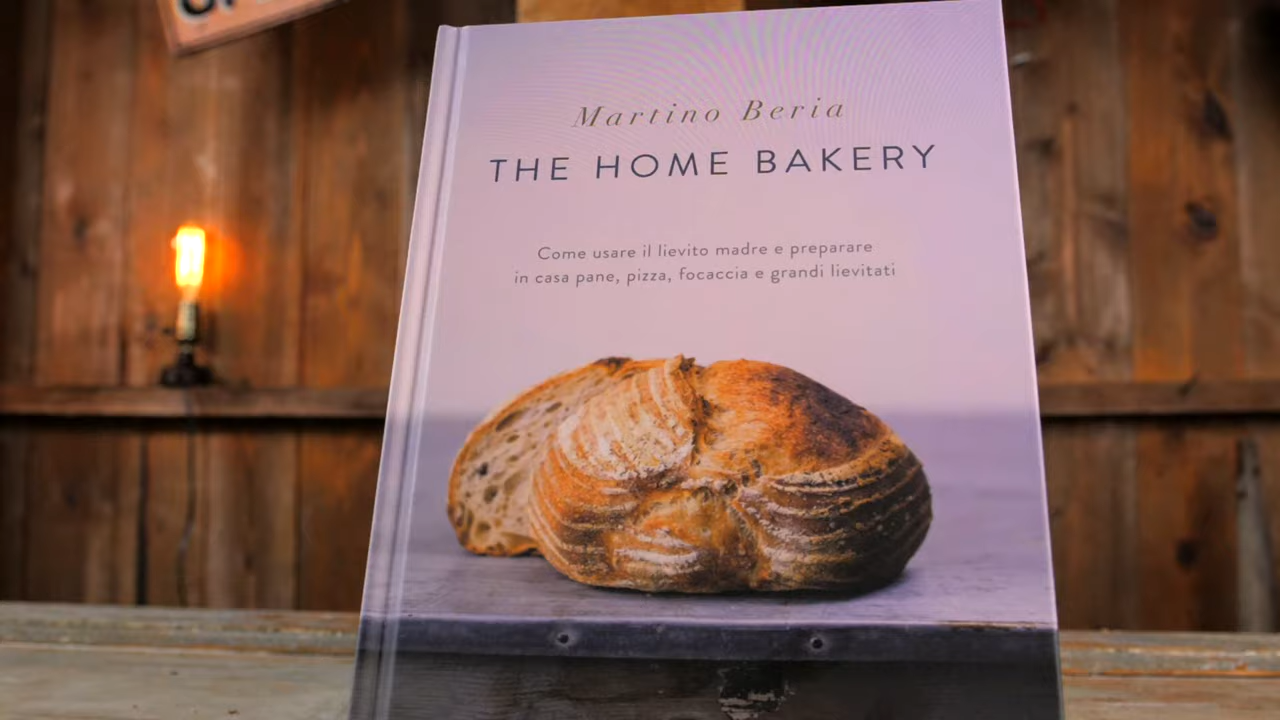 Martino Beria
THE HOME BAKERY
Come usare il lievito madre e preparare
in casa pane, pizza, focaccia e grandi lievitati